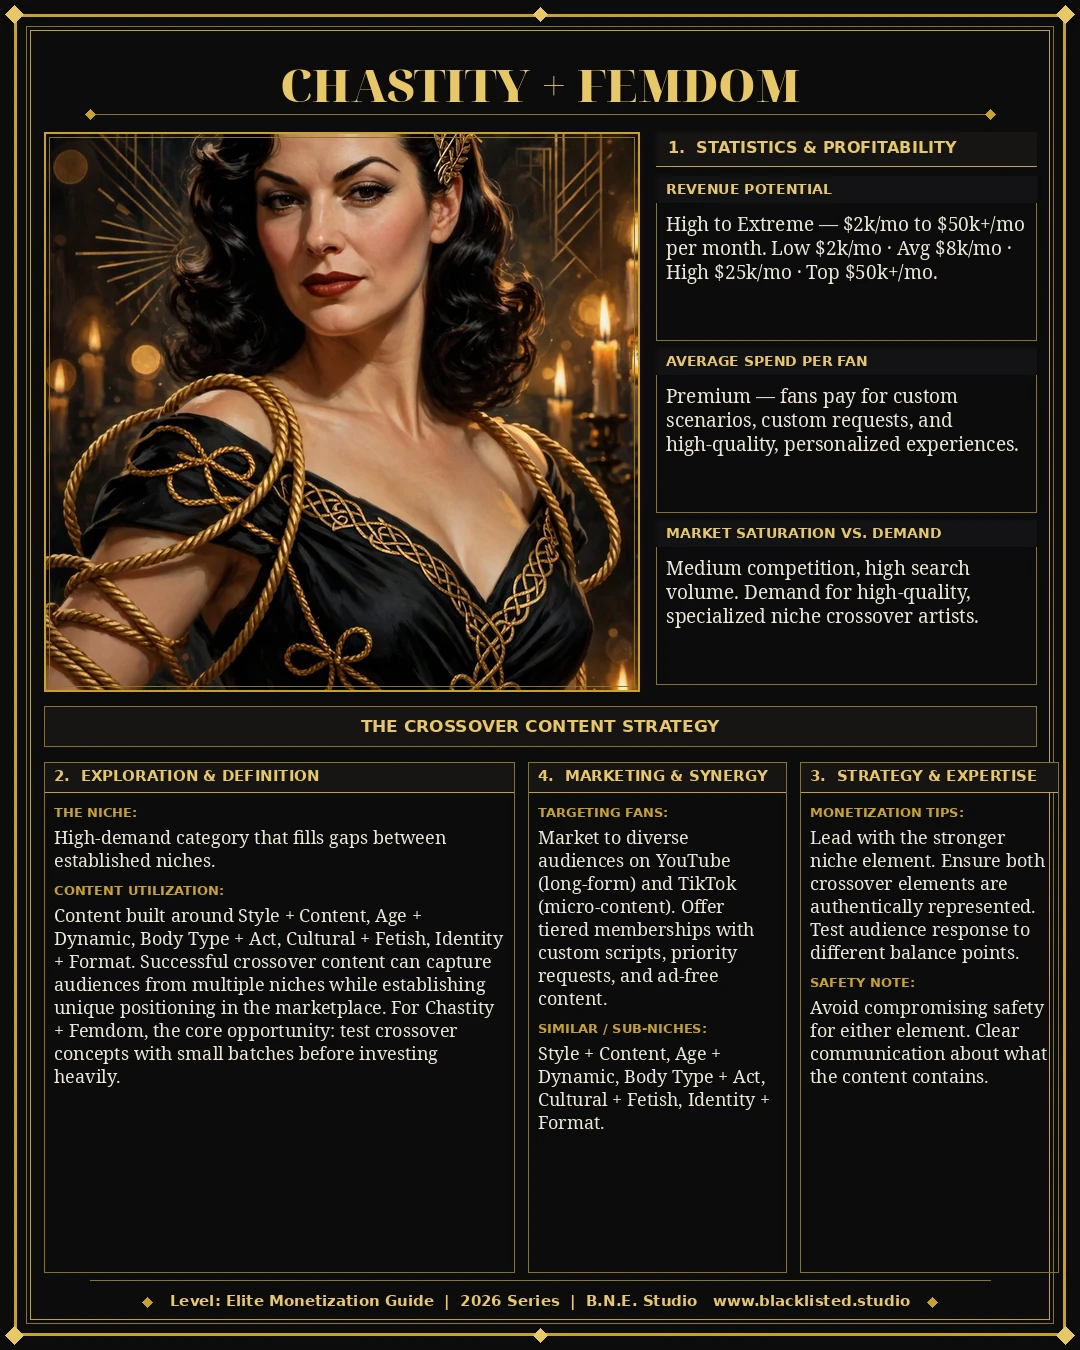 CHASTITY + FEMDOM
1. STATISTICS & PROFITABILITY
REVENUE POTENTIAL
High to Extreme — $2k/mo to $50k+/mo
per month. Low $2k/mo · Avg $8k/mo ·
High $25k/mo · Top $50k+/mo.
AVERAGE SPEND PER FAN
Premium — fans pay for custom
scenarios, custom requests, and
high-quality, personalized experiences.
MARKET SATURATION VS. DEMAND
Medium competition, high search
volume. Demand for high-quality,
specialized niche crossover artists.
THE CROSSOVER CONTENT STRATEGY
2. EXPLORATION & DEFINITION
THE NICHE:
High-demand category that fills gaps between
established niches.
CONTENT UTILIZATION:
Content built around Style + Content, Age +
Dynamic, Body Type + Act, Cultural + Fetish, Identity
+ Format. Successful crossover content can capture
audiences from multiple niches while establishing
unique positioning in the marketplace. For Chastity
+ Femdom, the core opportunity: test crossover
concepts with small batches before investing
heavily.
4. MARKETING & SYNERGY
TARGETING FANS:
Market to diverse
audiences on YouTube
(long-form) and TikTok
(micro-content). Offer
tiered memberships with
custom scripts, priority
requests, and ad-free
content.
SIMILAR / SUB-NICHES:
Style + Content, Age +
Dynamic, Body Type + Act,
Cultural + Fetish, Identity +
Format.
3. STRATEGY & EXPERTISE
MONETIZATION TIPS:
Lead with the stronger
niche element. Ensure both
crossover elements are
authentically represented.
Test audience response to
different balance points.
SAFETY NOTE:
Avoid compromising safety
for either element. Clear
communication about what
the content contains.
Level: Elite Monetization Guide | 2026 Series | B.N.E. Studio www.blacklisted.studio